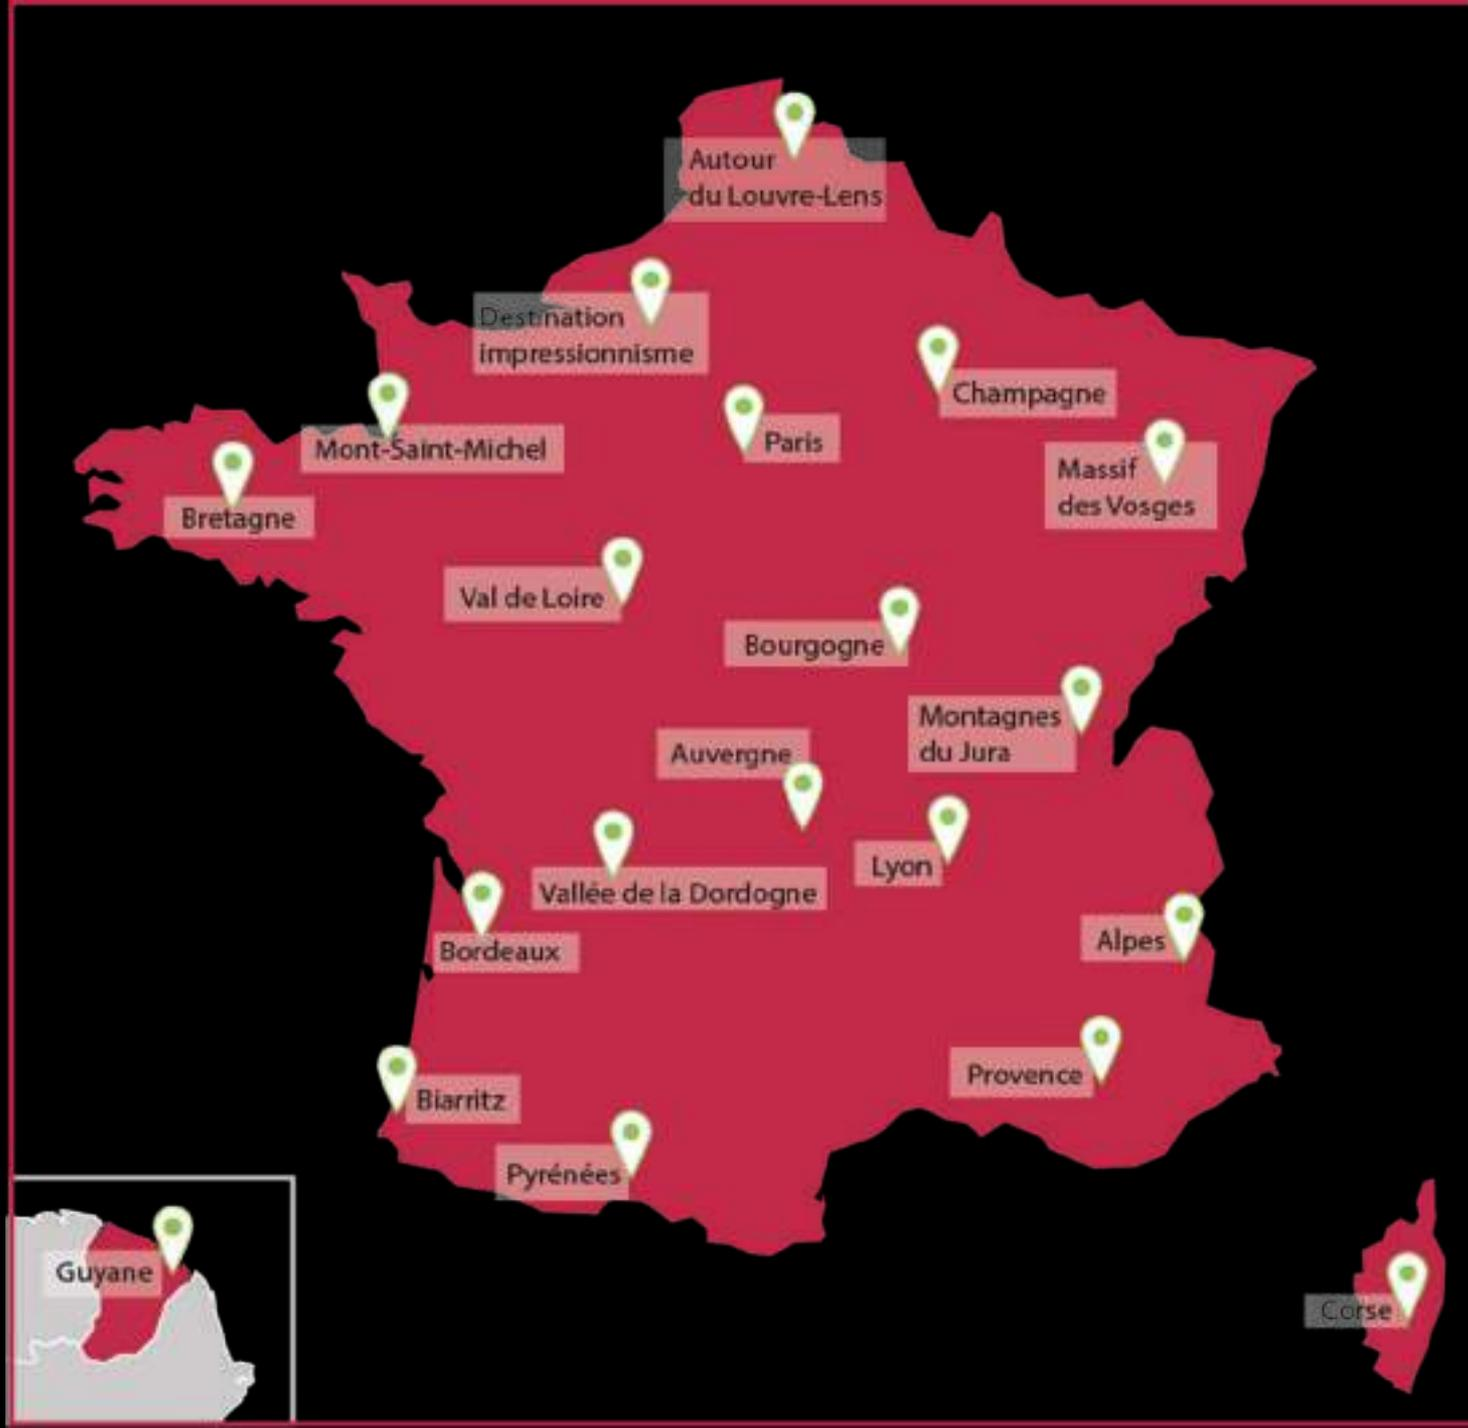 Autour
du Louvre-Lens
Destination
impressionnisme
Champagne
Paris
Mont-Saint-Michel
Massif
des Vosges
Bretagne
Val de Loire
Bourgogne
Montagnes
du Jura
Auvergne
Lyon
Vallée de la Dordogne
Bordeaux
Alpes
Provence
Biarritz
Pyrénées
Guyane
Corse